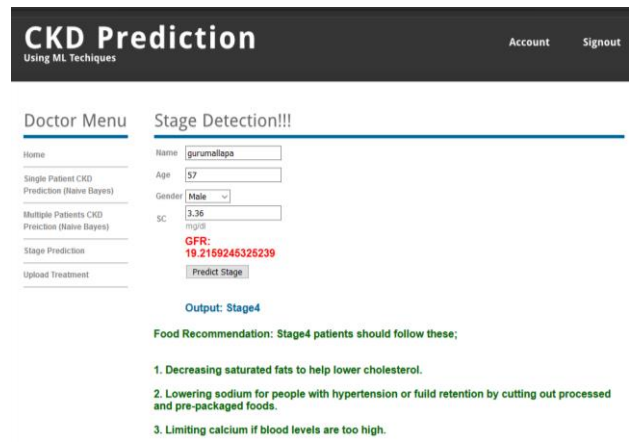 CKD Prediction
Using ML Techiques
Account Signout
Doctor Menu
Home
Single Patient CKD
Prediction (Naive Bayes)
Multiple Patients CKD
Preiction (Naive Bayes)
Stage Prediction
Upload Treatment
Stage Detection!!!
Name gurumallapa
Age 57
Gender Male
SC 3.36
mg/dl
GFR:
19.2159245325239
Predict Stage
Output: Stage4
Food Recommendation: Stage4 patients should follow these;
1. Decreasing saturated fats to help lower cholesterol.
2. Lowering sodium for people with hypertension or fuild retention by cutting out processed
and pre-packaged foods.
3. Limiting calcium if blood levels are too high.